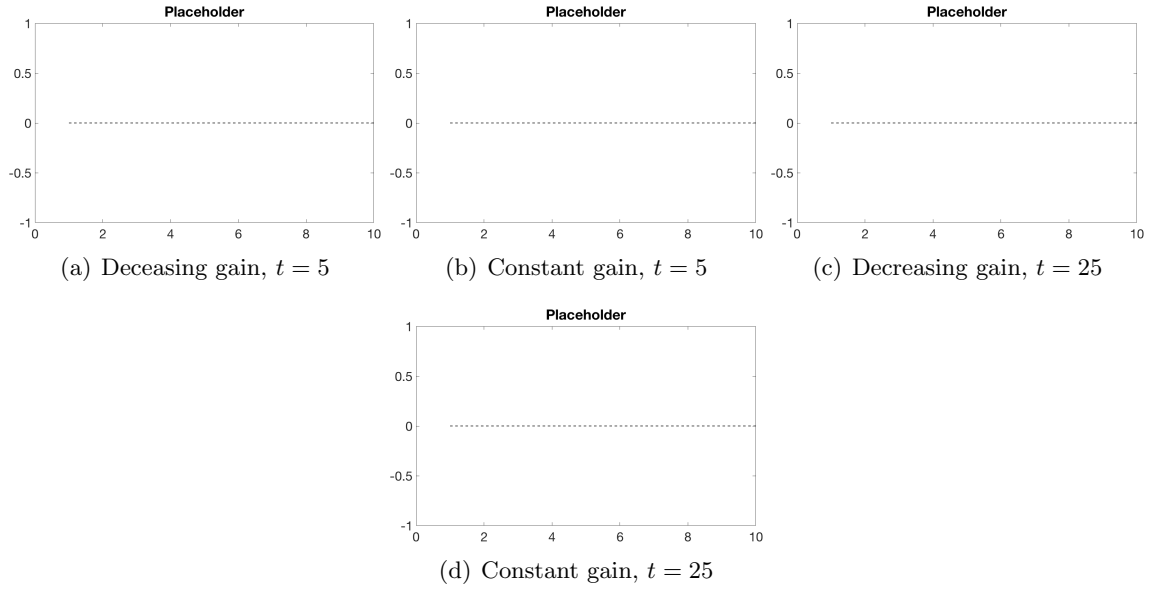 Placeholder Placeholder Placeholder
1 1 1
0.5 0.5 0.5
0 0 0
-0.5 -0.5 -0.5
-1 -1 -1
0 2 4 6 8 10 0 2 4 6 8 10 0 2 4 6 8 10
(a) Deceasing gain, t = 5 (b) Constant gain, t = 5 (c) Decreasing gain, t = 25
Placeholder
1
0.5
0
-0.5
-1
0 2 4 6 8 10
(d) Constant gain, t = 25